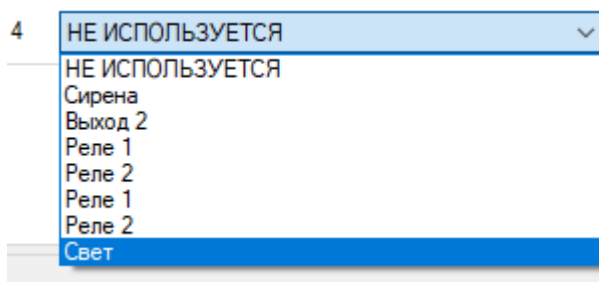 4 НЕ ИСПОЛЬЗУЕТСЯ
НЕ ИСПОЛЬЗУЕТСЯ
Сирена
Выход 2
Реле 1
Реле 2
Реле 1
Реле 2
Свет